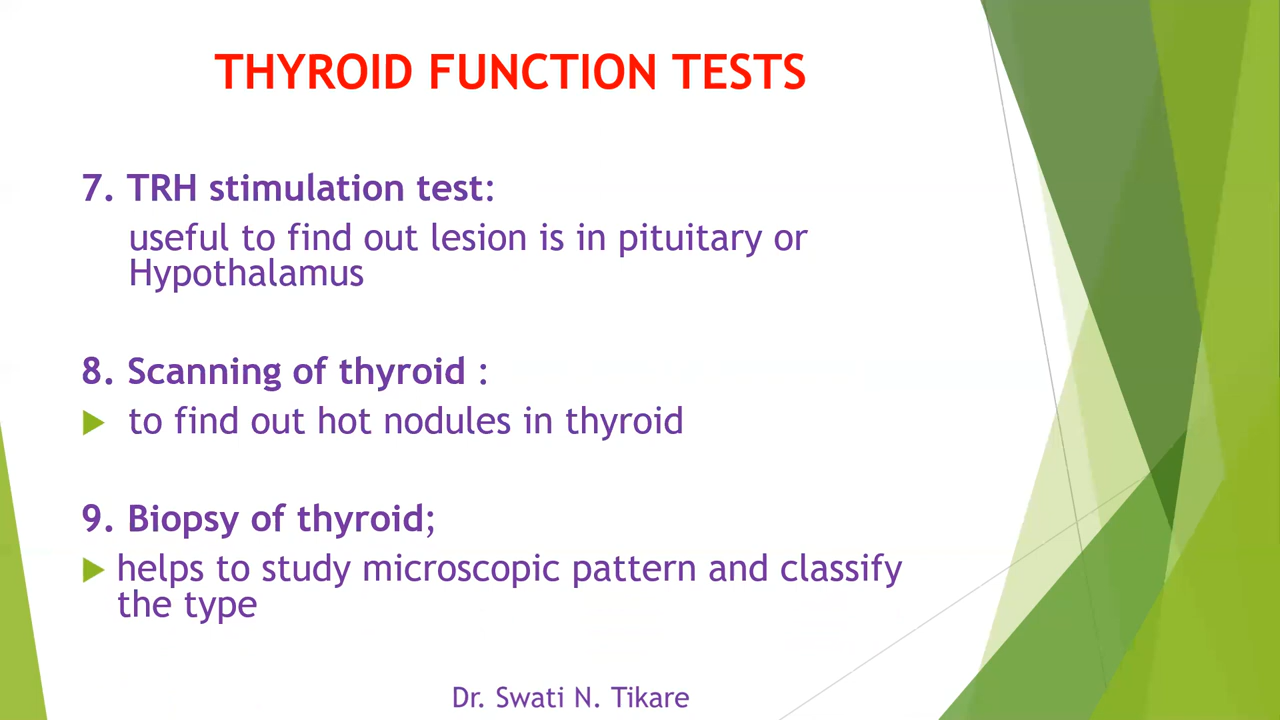 THYROID FUNCTION TESTS
7. TRH stimulation test:
useful to find out lesion is in pituitary or
Hypothalamus
8. Scanning of thyroid :
to find out hot nodules in thyroid
9. Biopsy of thyroid;
helps to study microscopic pattern and classify
the type
Dr. Swati N. Tikare